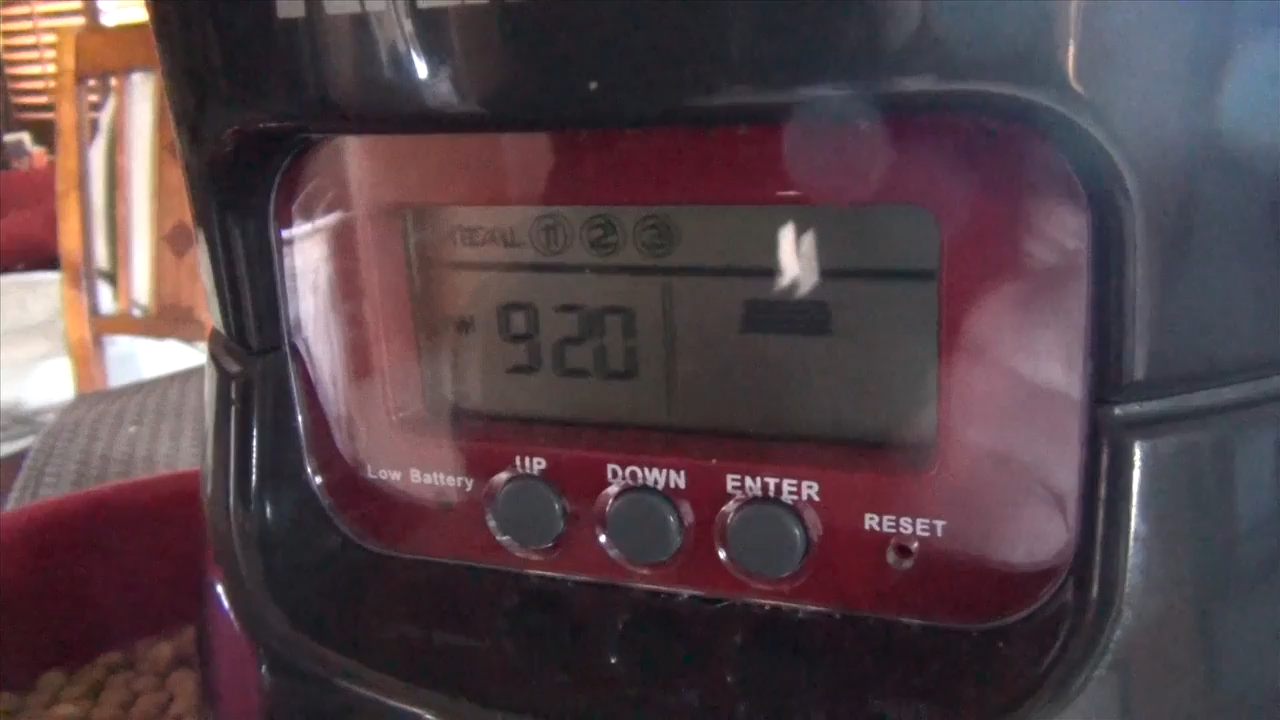 MEAL ① ② ③
920
UP DOWN ENTER
Low Battery
RESET